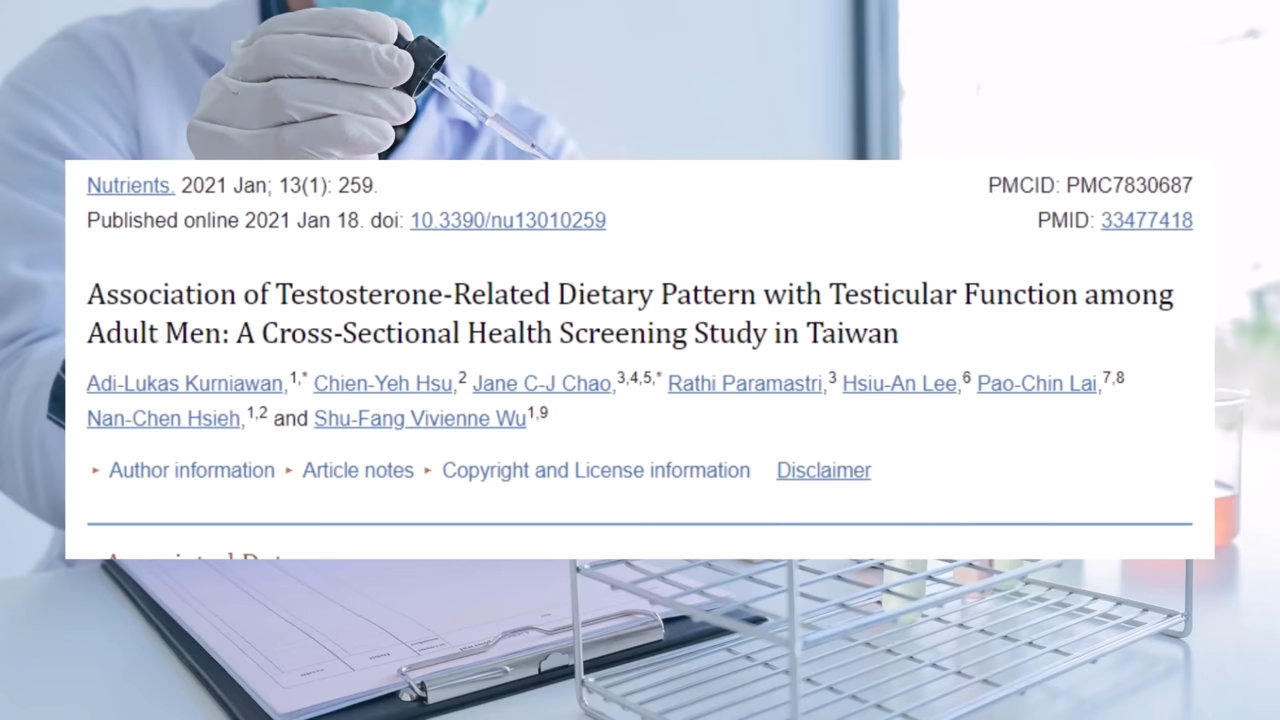 Nutrients. 2021 Jan; 13(1): 259.
PMCID: PMC7830687
Published online 2021 Jan 18. doi: 10.3390/nu13010259
PMID: 33477418
Association of Testosterone-Related Dietary Pattern with Testicular Function among
Adult Men: A Cross-Sectional Health Screening Study in Taiwan
Adi-Lukas Kurniawan,1,* Chien-Yeh Hsu,2 Jane C-J Chao,3,4,5,* Rathi Paramastri,3 Hsiu-An Lee,6 Pao-Chin Lai,7,8
Nan-Chen Hsieh,1,2 and Shu-Fang Vivienne Wu1,9
▸ Author information ▸ Article notes ▸ Copyright and License information Disclaimer